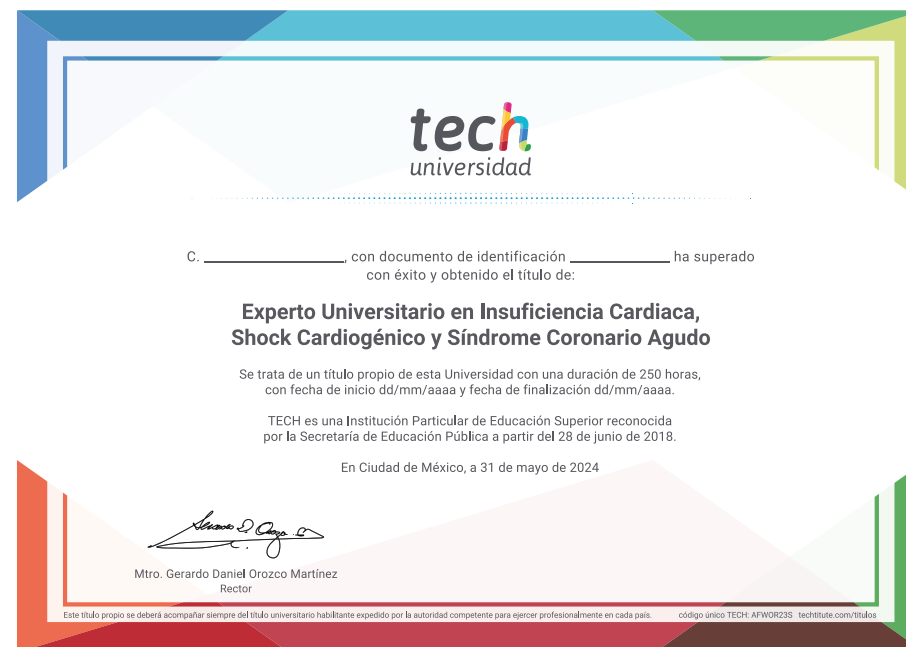 tech
universidad
C. ____________, con documento de identificación ____________ ha superado
con éxito y obtenido el título de:
Experto Universitario en Insuficiencia Cardiaca,
Shock Cardiogénico y Síndrome Coronario Agudo
Se trata de un título propio de esta Universidad con una duración de 250 horas,
con fecha de inicio dd/mm/aaaa y fecha de finalización dd/mm/aaaa.
TECH es una Institución Particular de Educación Superior reconocida
por la Secretaría de Educación Pública a partir del 28 de junio de 2018.
En Ciudad de México, a 31 de mayo de 2024
Mtro. Gerardo Daniel Orozco Martínez
Rector
Este título propio se deberá acompañar siempre del título universitario habilitante expedido por la autoridad competente para ejercer profesionalmente en cada país. código único TECH: AFWOR23S techtitute.com/titulos